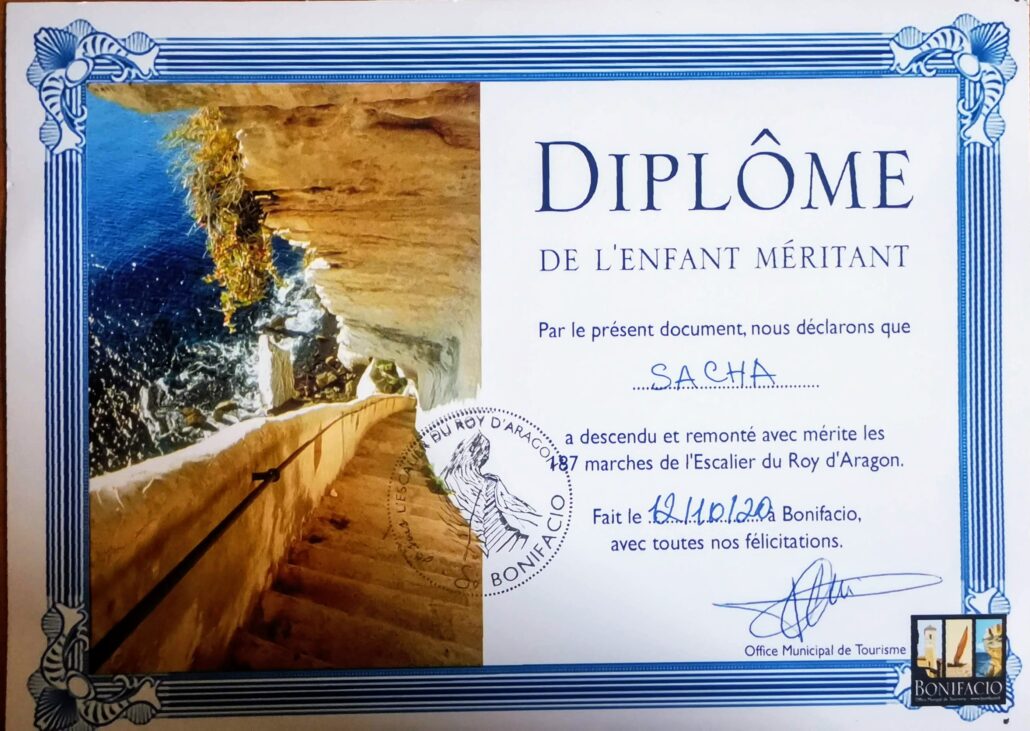 DIPLÔME
DE L'ENFANT MÉRITANT
Par le présent document, nous déclarons que
SACHA
a descendu et remonté avec mérite les
187 marches de l'Escalier du Roy d'Aragon.
Fait le 12/10/20 à Bonifacio,
avec toutes nos félicitations.
L'ESCALIER DU ROY D'ARAGON
BONIFACIO
Office Municipal de Tourisme
BONIFACIO